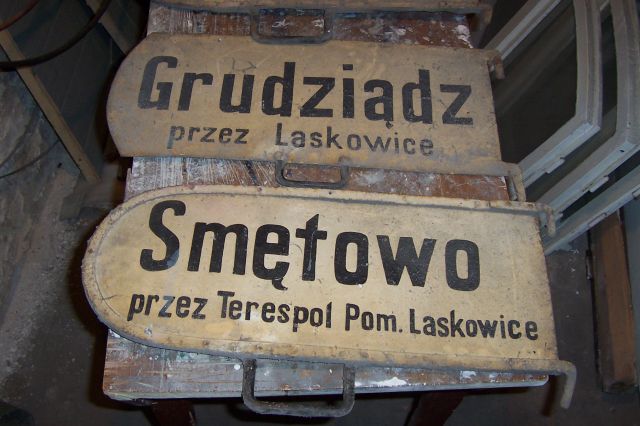 Grudziądz
przez Laskowice
Smętowo
przez Terespol Pom. Laskowice